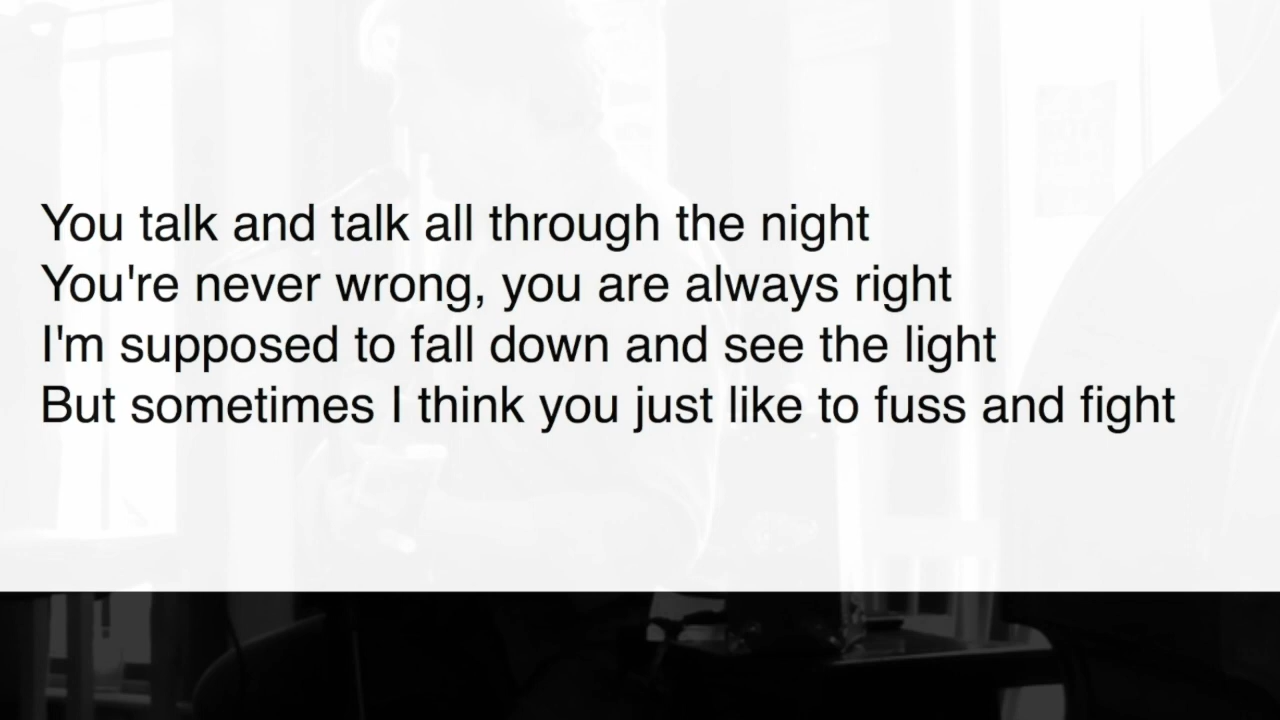 You talk and talk all through the night
You're never wrong, you are always right
I'm supposed to fall down and see the light
But sometimes I think you just like to fuss and fight